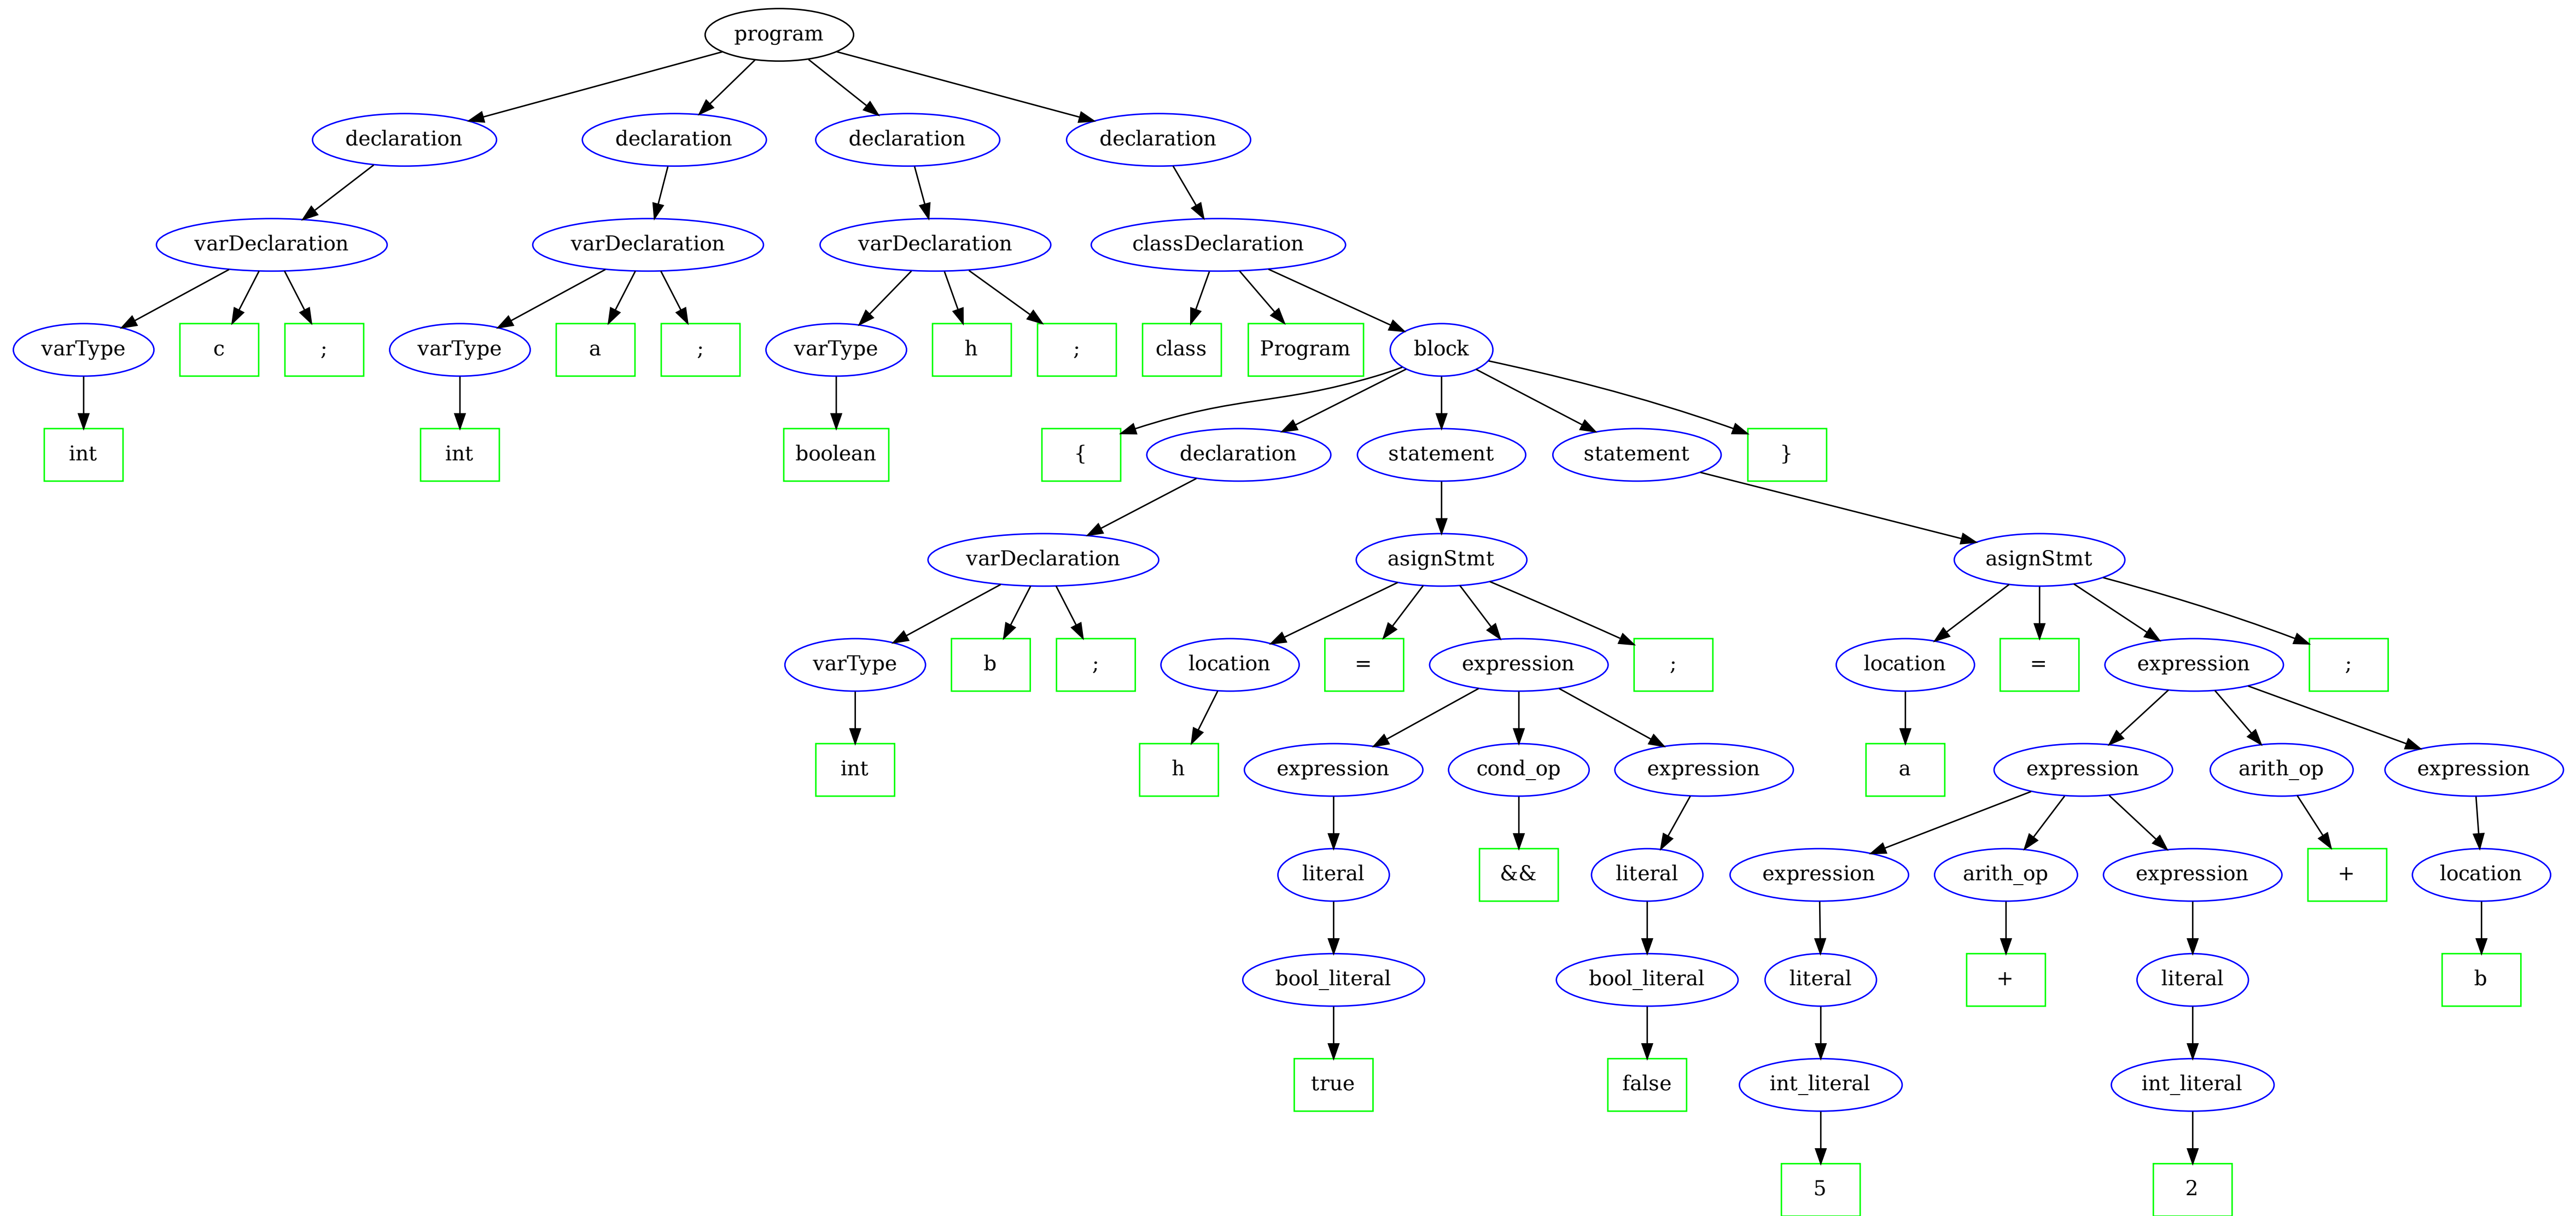 program
declaration declaration declaration declaration
varDeclaration varDeclaration varDeclaration classDeclaration
varType c ; varType a ; varType h ; class Program block
int int boolean { declaration statement statement }
varDeclaration asignStmt asignStmt
varType b ; location = expression ; location = expression ;
int h expression cond_op expression a expression arith_op expression
literal && literal expression arith_op expression + location
bool_literal bool_literal literal + literal b
true false int_literal int_literal
5 2